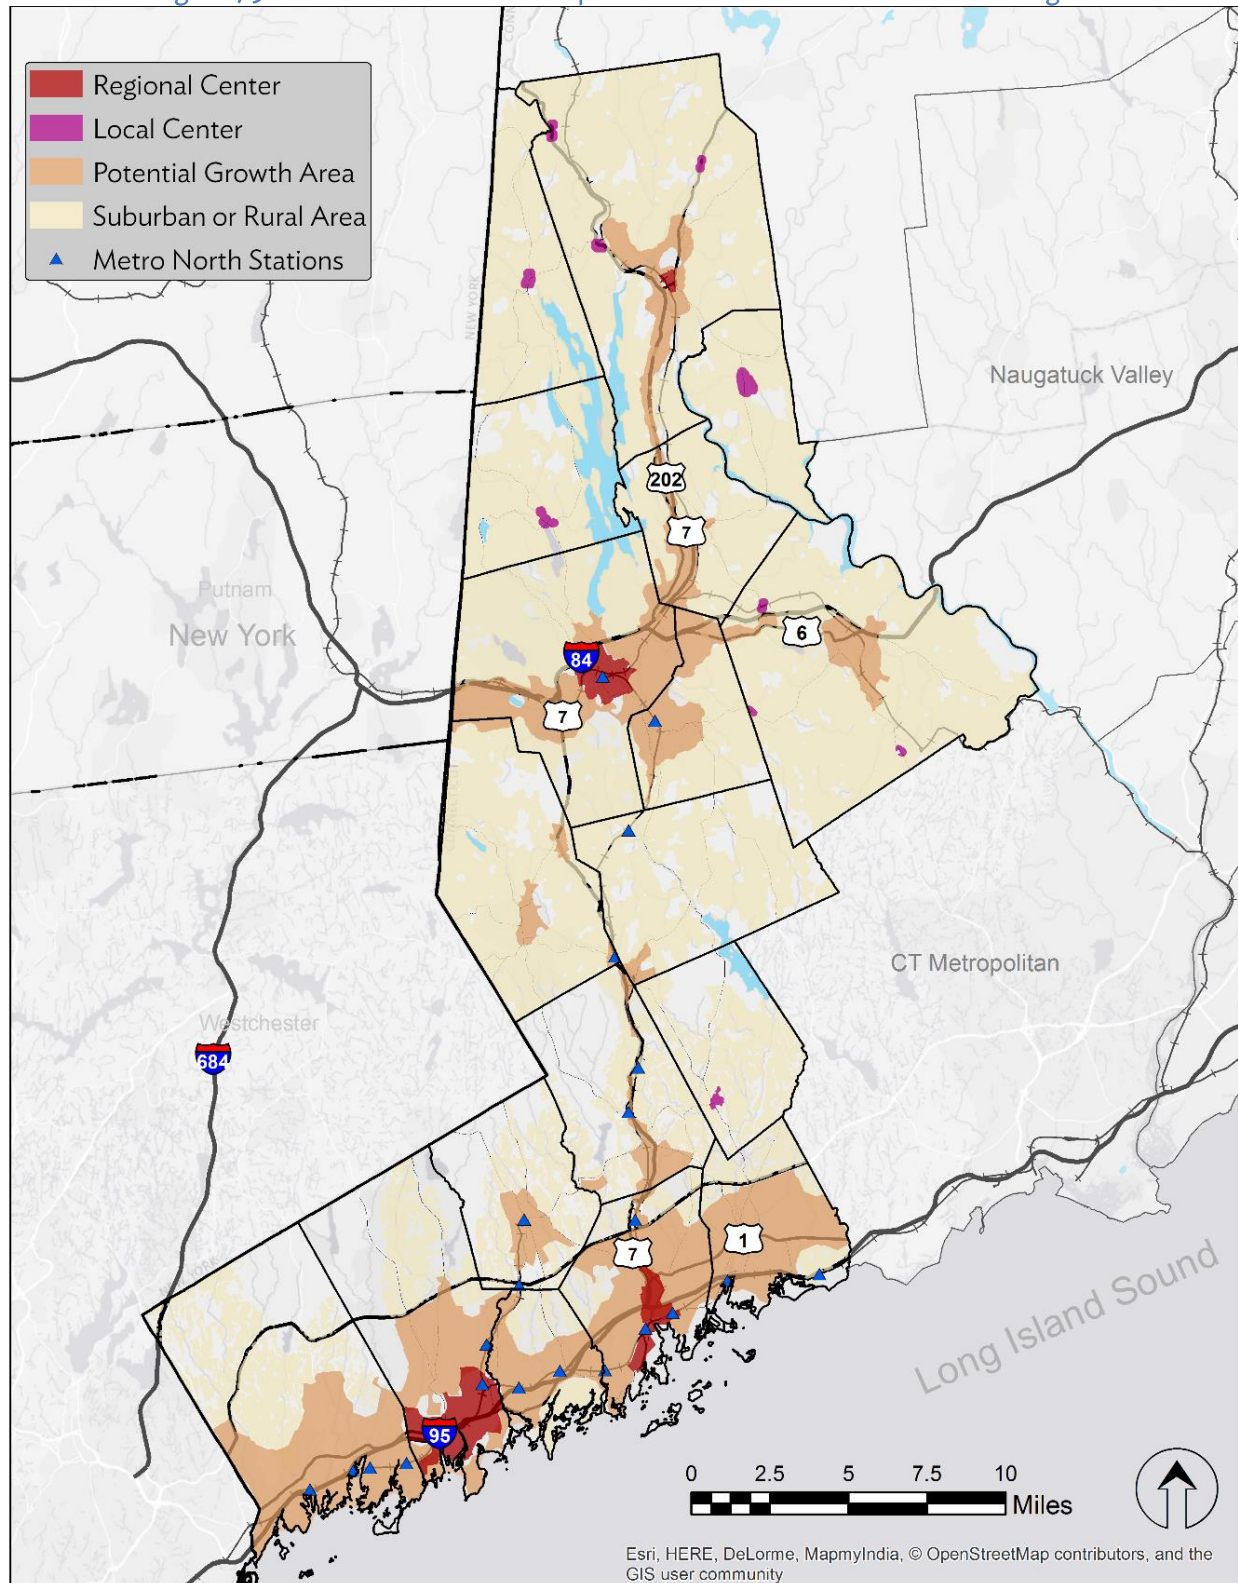 Regional Center
Local Center
Potential Growth Area
Suburban or Rural Area
Metro North Stations
NEW YORK
Naugatuck Valley
202
7
Putnam
New York
6
84
7
CT Metropolitan
Westchester
684
1
7
Long Island Sound
95
0 2.5 5 7.5 10
Miles
Esri, HERE, DeLorme, MapmyIndia, © OpenStreetMap contributors, and the
GIS user community